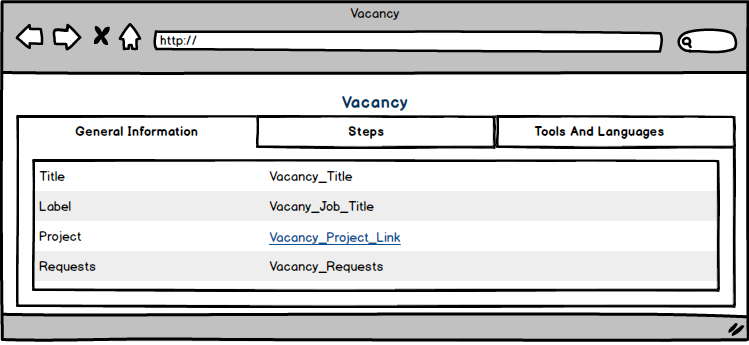 Vacancy
http://
Vacancy
General Information Steps Tools And Languages
Title Vacancy_Title
Label Vacany_Job_Title
Project Vacancy_Project_Link
Requests Vacancy_Requests